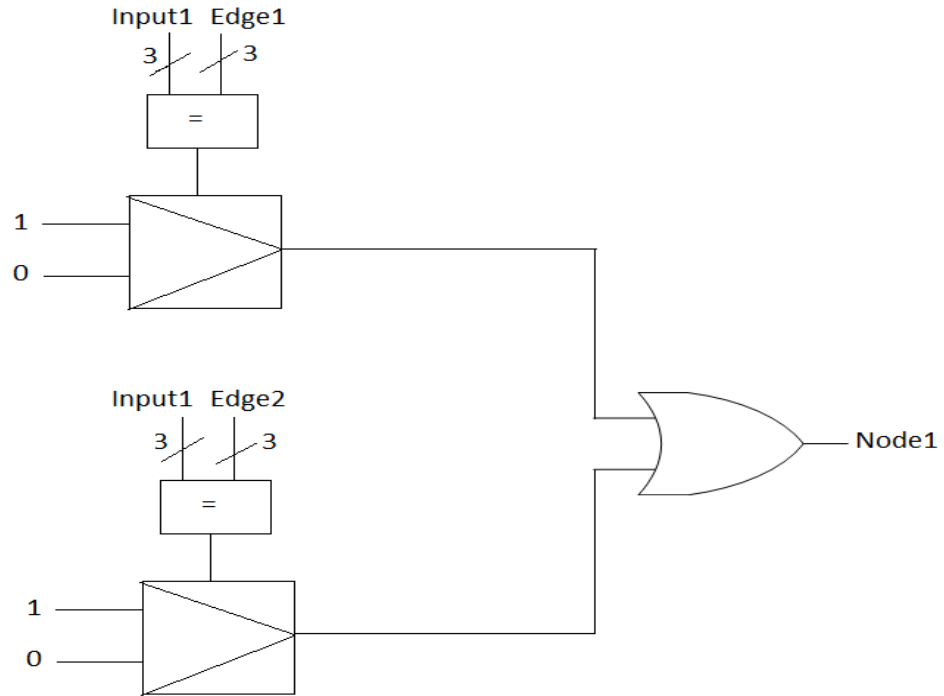 Input1 Edge1
3 3
=
1
0
Input1 Edge2
3 3
Node1
=
1
0